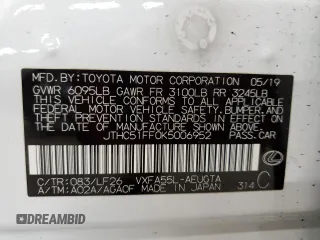 MFD.BY:TOYOTA MOTOR CORPORATION 05/19
GVWR 6095LB GAWR FR 3100LB RR 3245LB
THIS VEHICLE CONFORMS TO ALL APPLICABLE
FEDERAL MOTOR VEHICLE SAFETY, BUMPER, AND
THEFT PREVENTION STANDARDS IN EFFECT ON THE
DATE OF MANUFACTURE SHOWN ABOVE.
JTHC51FF0K5006952 PASS.CAR
C/TR:083/LF26 VXFA55L-AEUGTA
A/TM:A02A/AGA0F MADE IN JAPAN 314 C
AUTOBIDMASTER